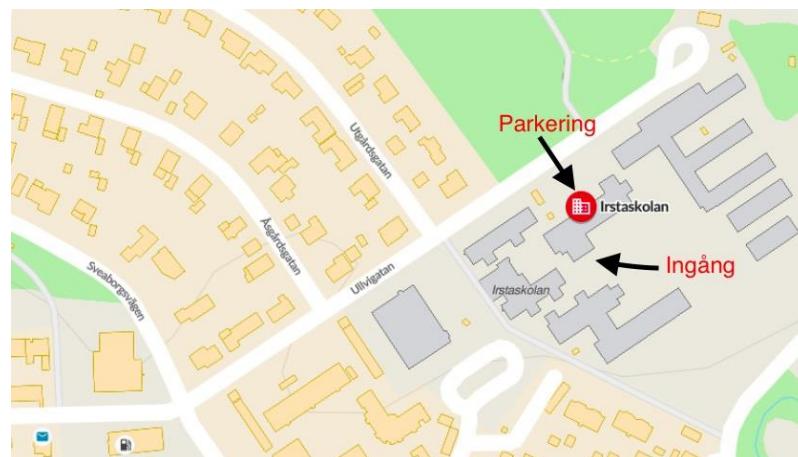 Parkering
Utgårdsgatan
Irstaskolan
Åsgårdsgatan
Ullvigatan
Sveaborgsvägen
Irstaskolan
Ingång